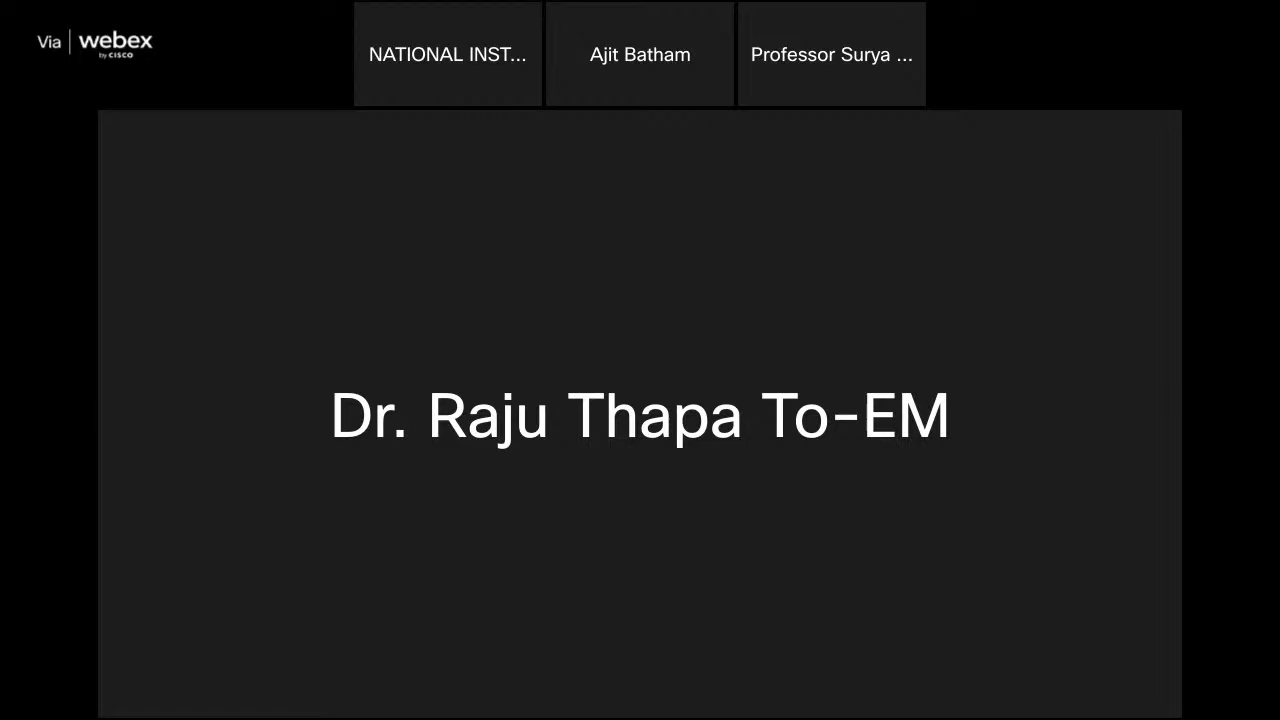 Via webex
by CISCO
NATIONAL INST...
Ajit Batham
Professor Surya ...
Dr. Raju Thapa To-EM